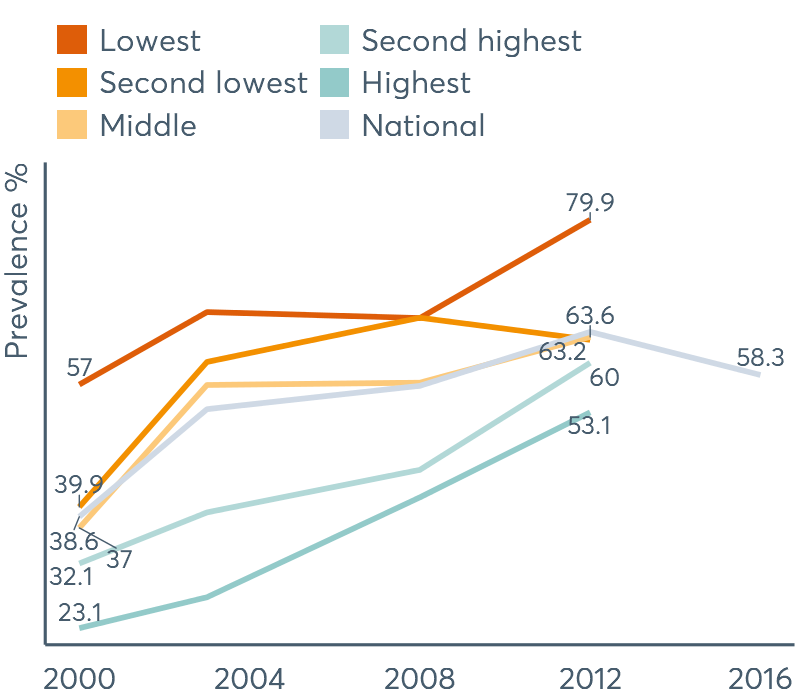 Lowest
Second lowest
Middle
Second highest
Highest
National
Prevalence %
79.9
63.6
63.2
60
58.3
57
53.1
39.9
38.6
37
32.1
23.1
2000 2004 2008 2012 2016